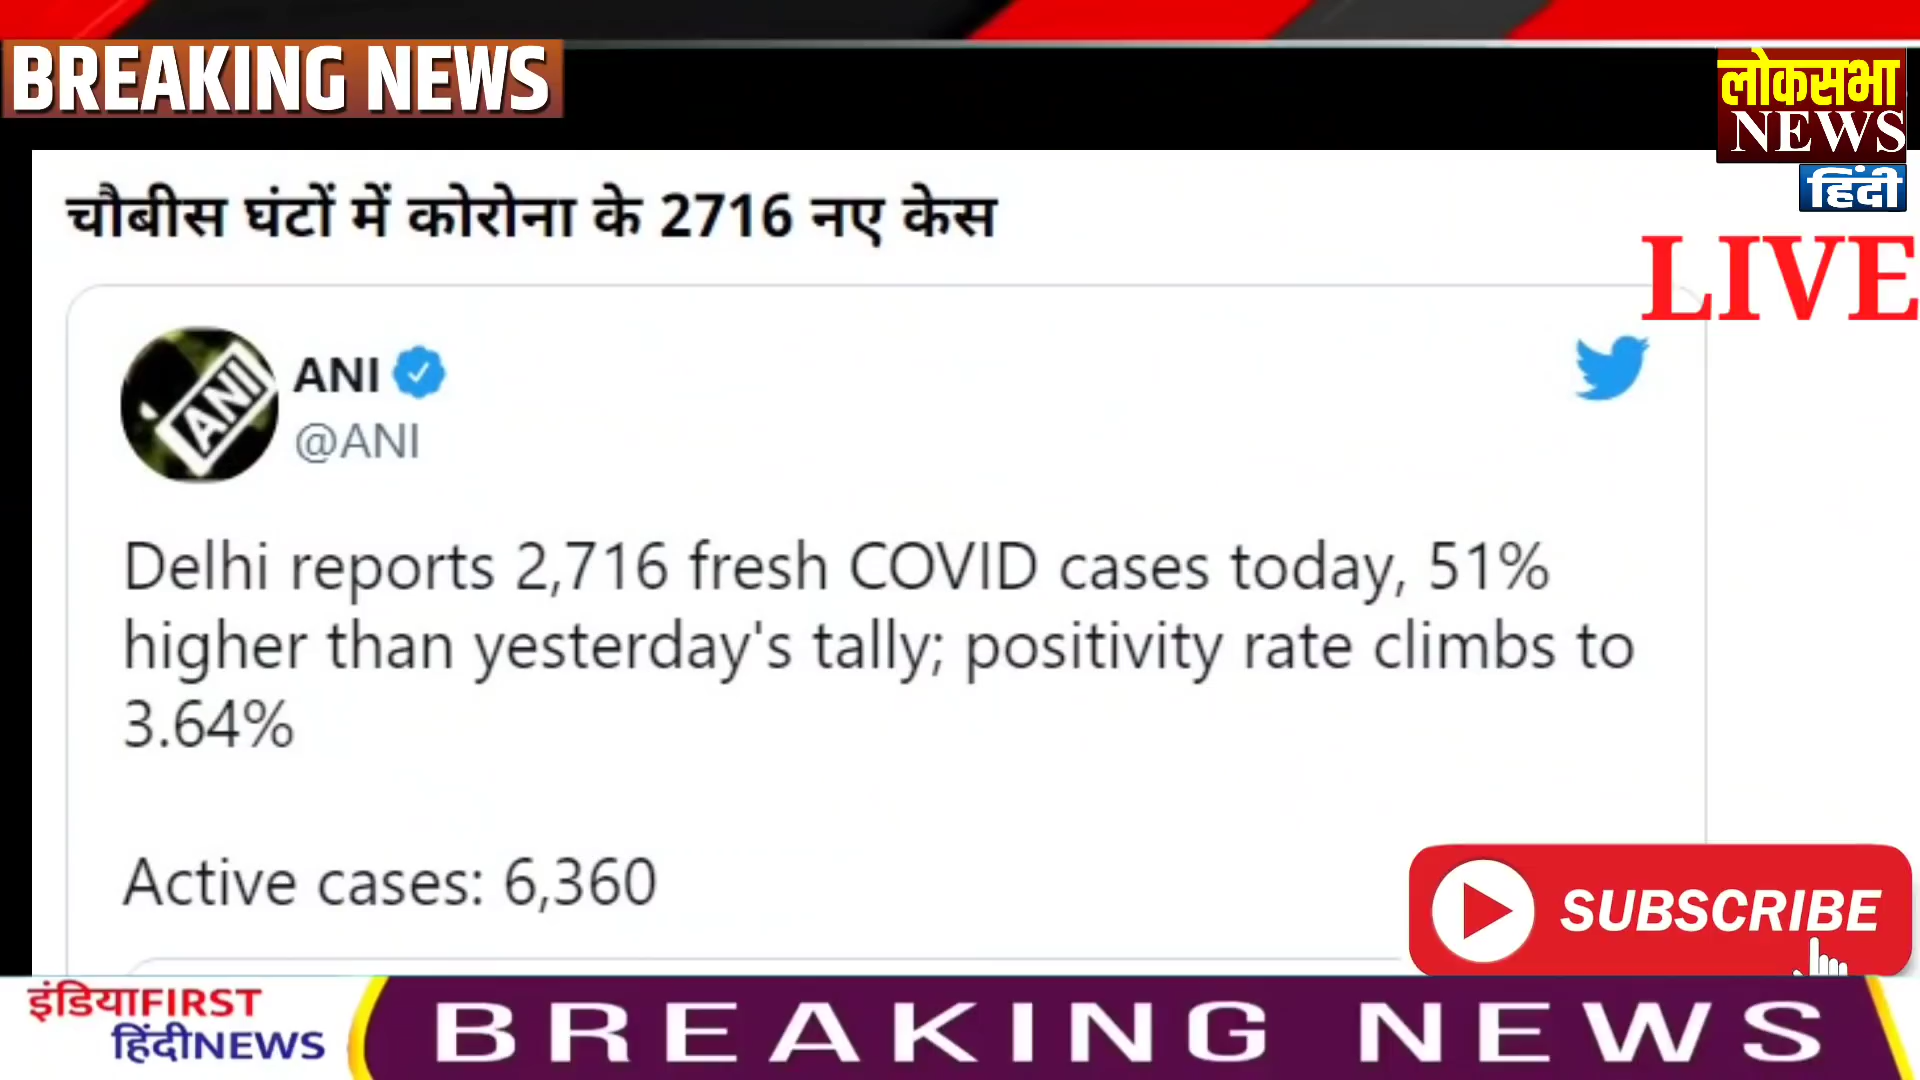 BREAKING NEWS
लोकसभा
NEWS
हिंदी
LIVE
चौबीस घंटों में कोरोना के 2716 नए केस
ANI
ANI
@ANI
Delhi reports 2,716 fresh COVID cases today, 51%
higher than yesterday's tally; positivity rate climbs to
3.64%
Active cases: 6,360
SUBSCRIBE
इंडियाFIRST
हिंदीNEWS
BREAKING NEWS